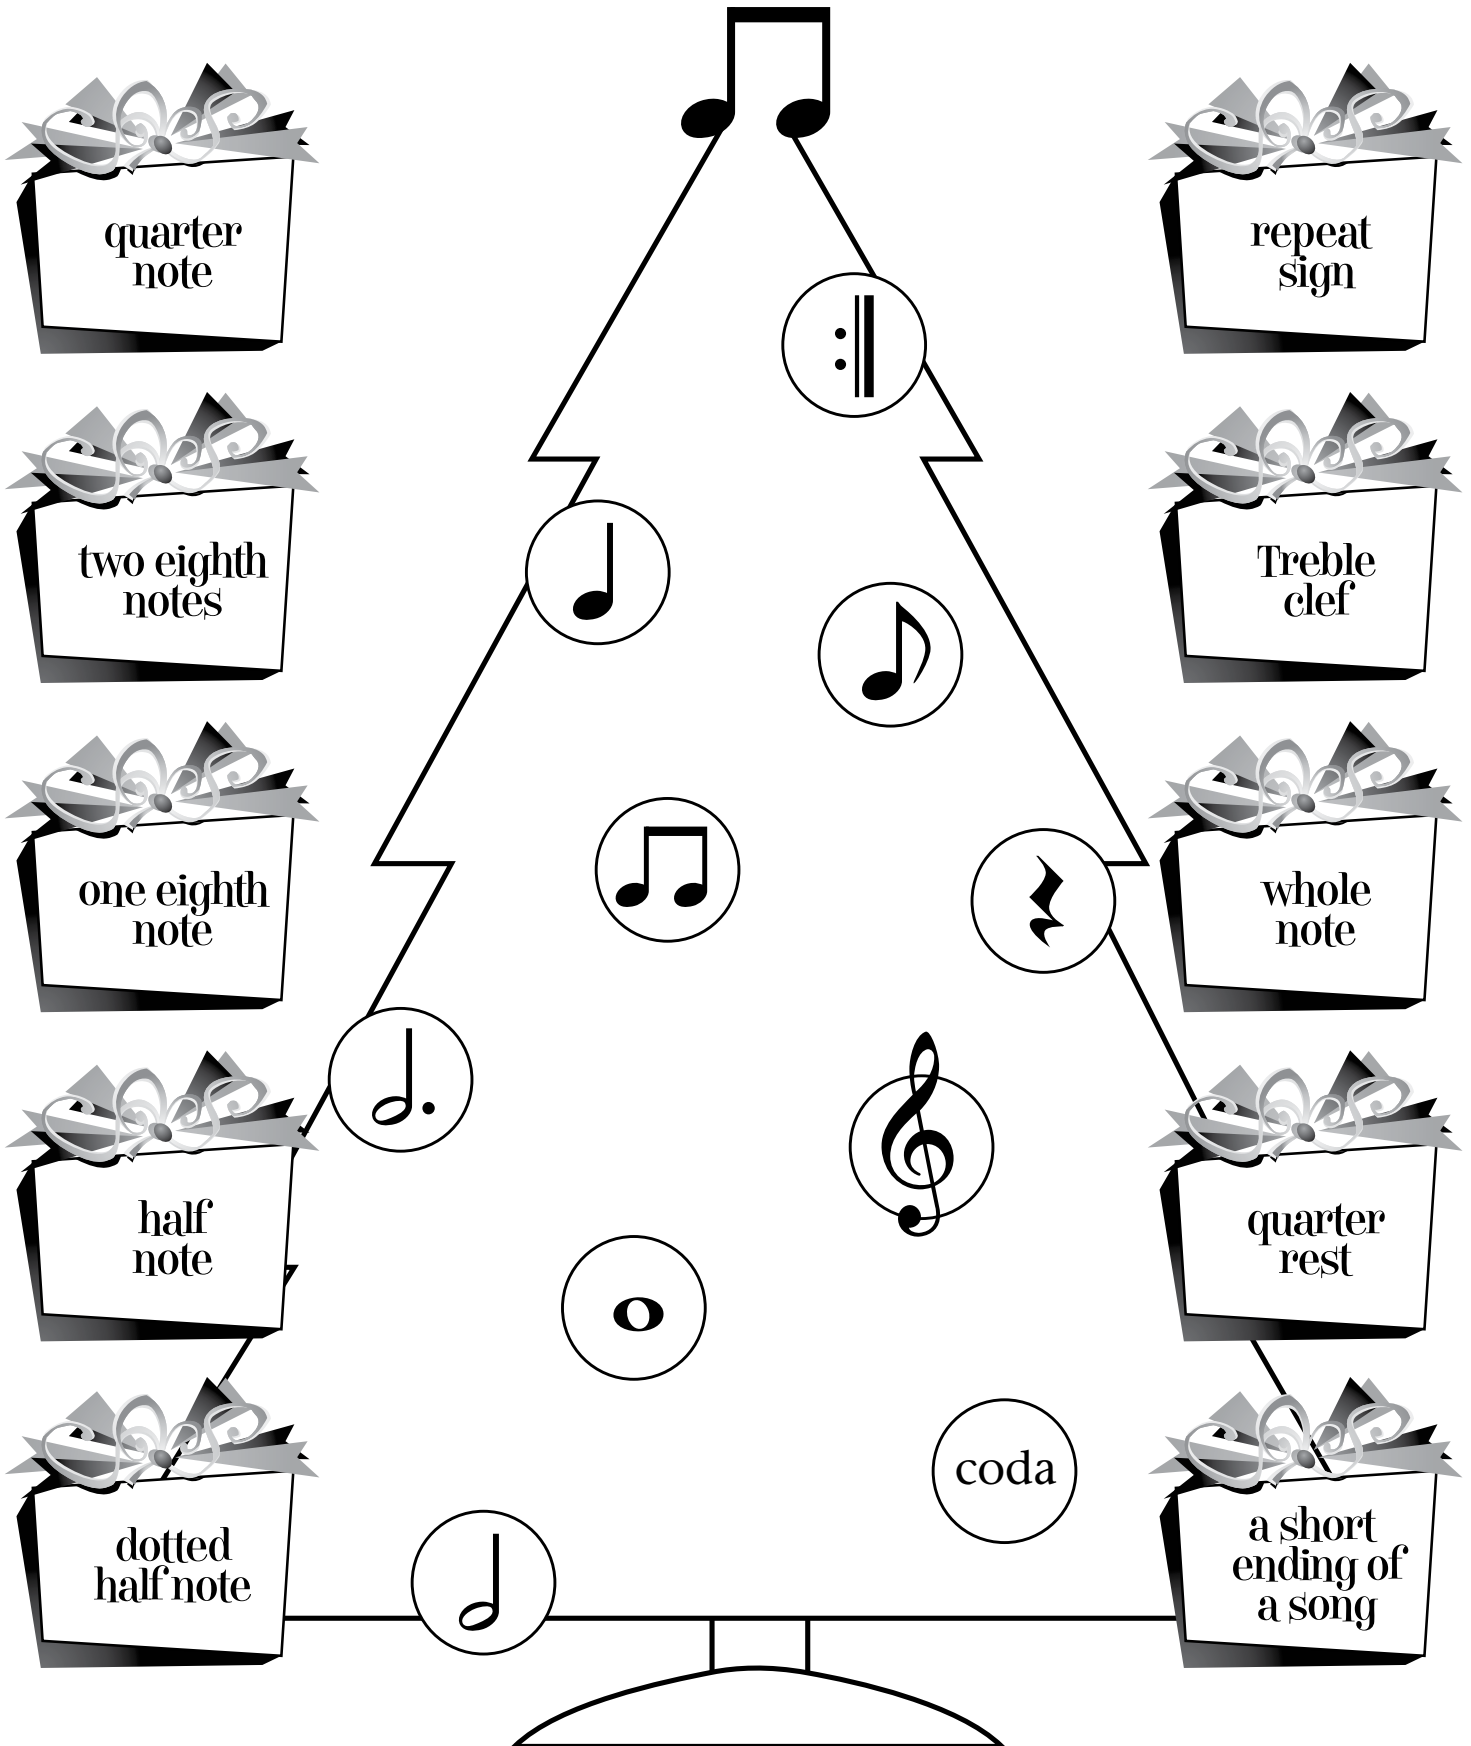 quarter
note
two eighth
notes
one eighth
note
half
note
dotted
half note
coda
repeat
sign
Treble
clef
whole
note
quarter
rest
a short
ending of
a song